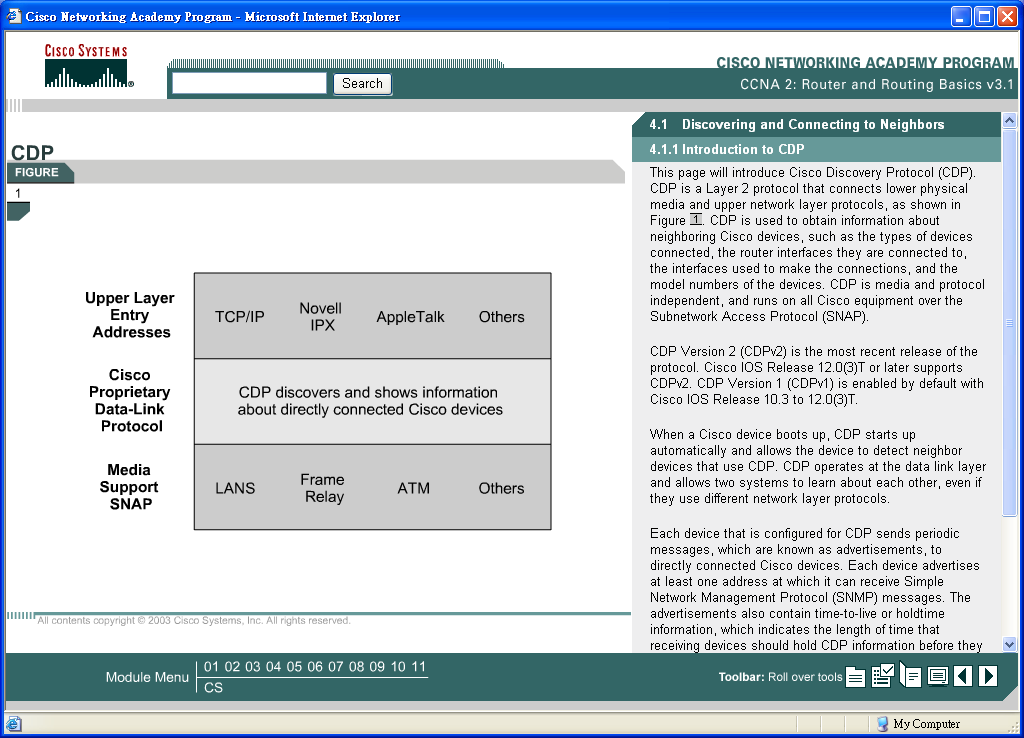 Cisco Networking Academy Program - Microsoft Internet Explorer
CISCO SYSTEMS
®
Search
CISCO NETWORKING ACADEMY PROGRAM
CCNA 2: Router and Routing Basics v3.1
CDP
FIGURE
1
Upper Layer
Entry
Addresses
TCP/IP
Novell
IPX
AppleTalk
Others
Cisco
Proprietary
Data-Link
Protocol
CDP discovers and shows information
about directly connected Cisco devices
Media
Support
SNAP
LANS
Frame
Relay
ATM
Others
All contents copyright © 2003 Cisco Systems, Inc. All rights reserved.
4.1 Discovering and Connecting to Neighbors
4.1.1 Introduction to CDP
This page will introduce Cisco Discovery Protocol (CDP).
CDP is a Layer 2 protocol that connects lower physical
media and upper network layer protocols, as shown in
Figure 1. CDP is used to obtain information about
neighboring Cisco devices, such as the types of devices
connected, the router interfaces they are connected to,
the interfaces used to make the connections, and the
model numbers of the devices. CDP is media and protocol
independent, and runs on all Cisco equipment over the
Subnetwork Access Protocol (SNAP).
CDP Version 2 (CDPv2) is the most recent release of the
protocol. Cisco IOS Release 12.0(3)T or later supports
CDPv2. CDP Version 1 (CDPv1) is enabled by default with
Cisco IOS Release 10.3 to 12.0(3)T.
When a Cisco device boots up, CDP starts up
automatically and allows the device to detect neighbor
devices that use CDP. CDP operates at the data link layer
and allows two systems to learn about each other, even if
they use different network layer protocols.
Each device that is configured for CDP sends periodic
messages, which are known as advertisements, to
directly connected Cisco devices. Each device advertises
at least one address at which it can receive Simple
Network Management Protocol (SNMP) messages. The
advertisements also contain time-to-live or holdtime
information, which indicates the length of time that
receiving devices should hold CDP information before they
Module Menu
01 02 03 04 05 06 07 08 09 10 11
CS
Toolbar: Roll over tools
My Computer